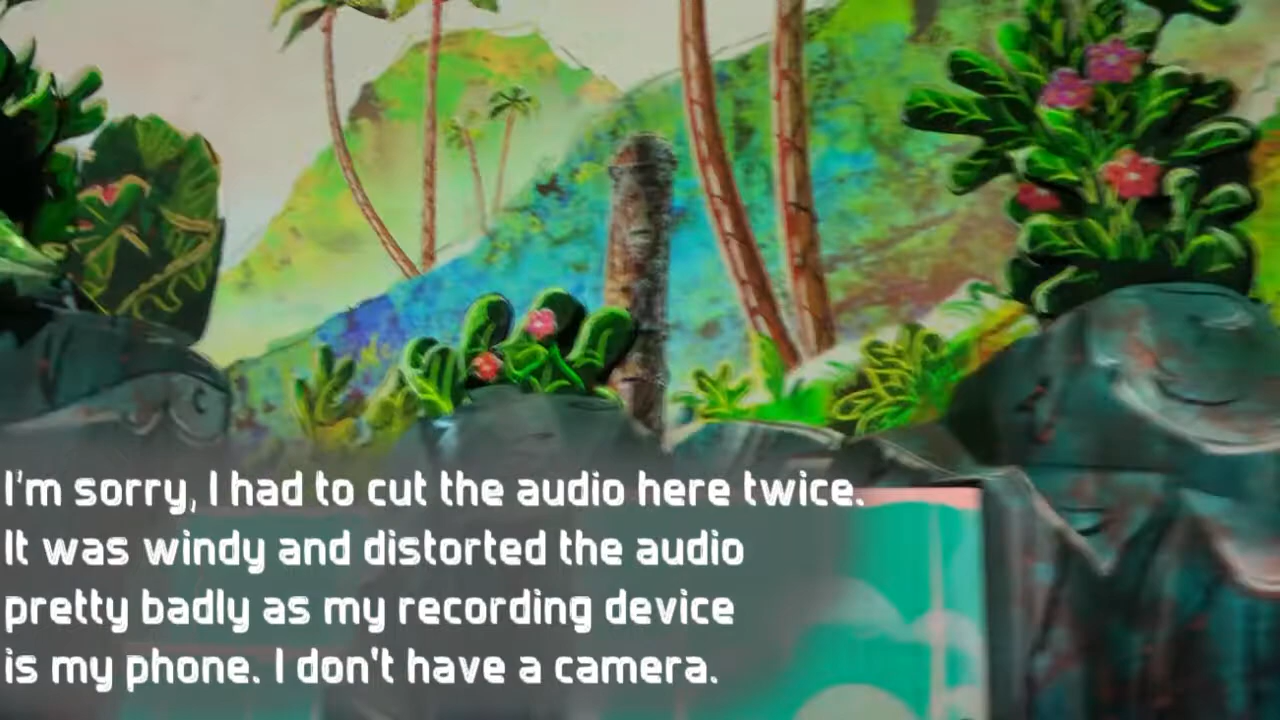 I'm sorry, I had to cut the audio here twice.
It was windy and distorted the audio
pretty badly as my recording device
is my phone. I don't have a camera.